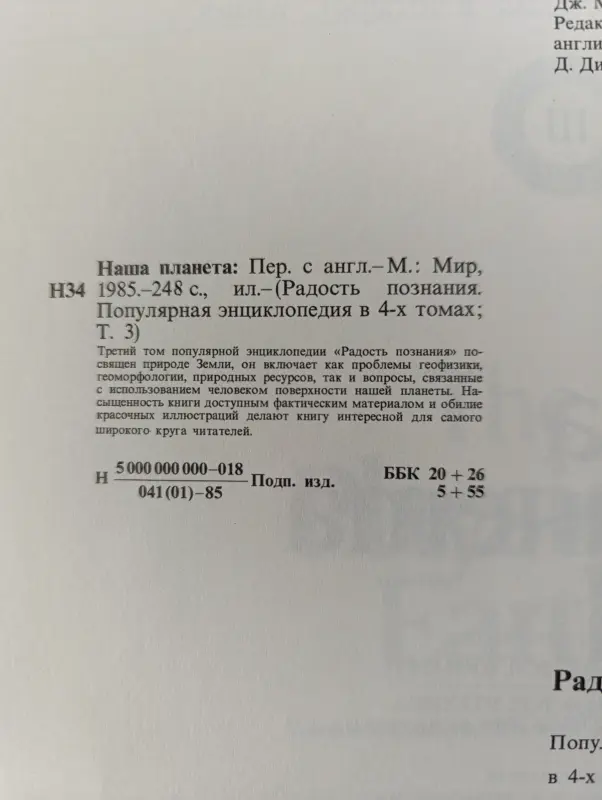 Дж. М
Редак
англи
Д. Ди
III
Наша планета: Пер. с англ.–М.: Мир,
Н34 1985.–248 с., ил.–(Радость познания.
Популярная энциклопедия в 4-х томах;
Т. 3)
Третий том популярной энциклопедии «Радость познания» по-
священ природе Земли, он включает как проблемы геофизики,
геоморфологии, природных ресурсов, так и вопросы, связанные
с использованием человеком поверхности нашей планеты. На-
сыщенность книги доступным фактическим материалом и обилие
красочных иллюстраций делают книгу интересной для самого
широкого круга читателей.
Н 5 000 000 000–018
041(01)–85 Подп. изд.
ББК 20 + 26
5 + 55
Рад
Попу.
в 4-х